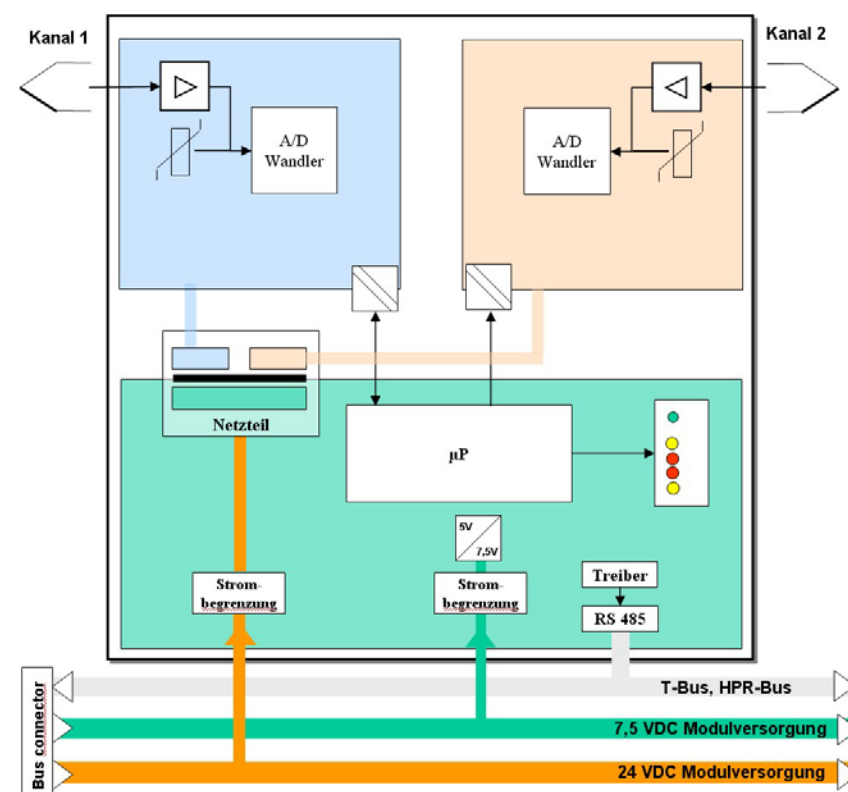 Kanal 1
Kanal 2
A/D
Wandler
A/D
Wandler
Netzteil
µP
5V
7,5V
Strom-
begrenzung
Strom-
begrenzung
Treiber
RS 485
T-Bus, HPR-Bus
7,5 VDC Modulversorgung
24 VDC Modulversorgung
Bus connector